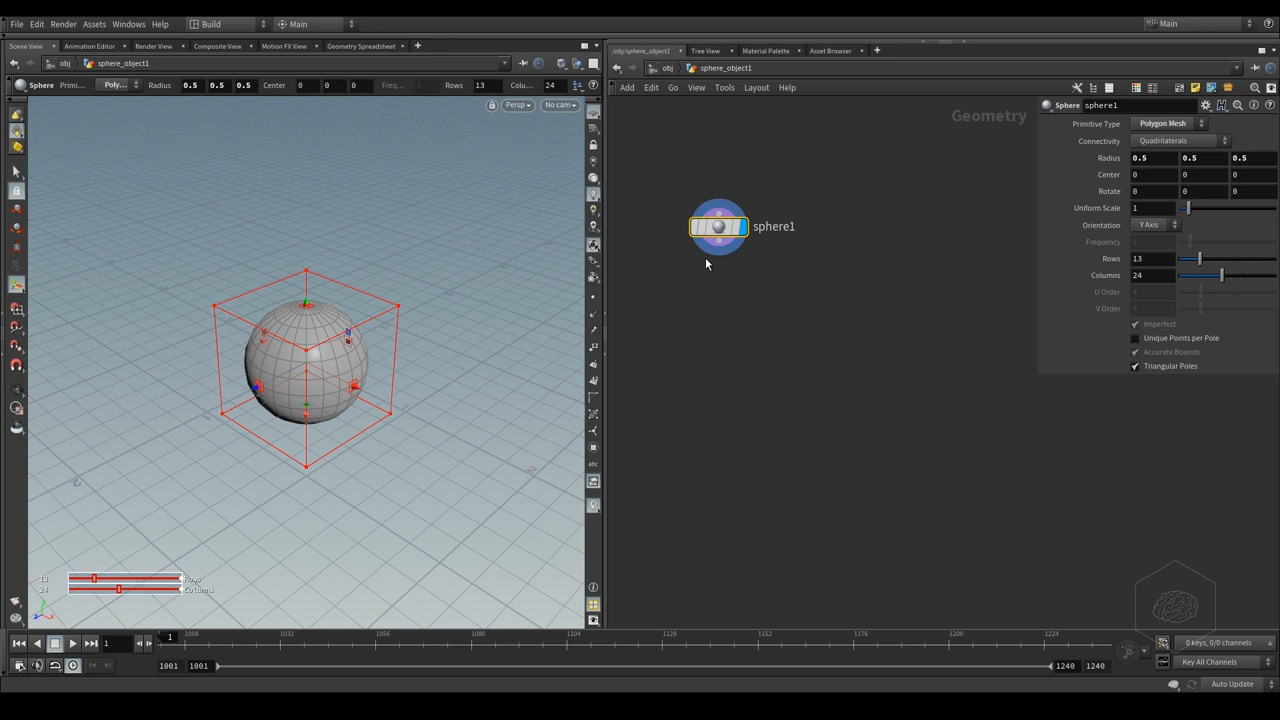 File Edit Render Assets Windows Help Build Main Main
Scene View Animation Editor Render View Composite View Motion FX View Geometry Spreadsheet
/obj/sphere_object1 Tree View Material Palette Asset Browser
obj sphere_object1
obj sphere_object1
Sphere Primi... Poly... Radius 0.5 0.5 0.5 Center 0 0 0 Freq... Rows 13 Colu... 24
Add Edit Go View Tools Layout Help
Persp No cam
Geometry
Sphere sphere1
Primitive Type Polygon Mesh
Connectivity Quadrilaterals
Radius 0.5 0.5 0.5
Center 0 0 0
Rotate 0 0 0
Uniform Scale 1
Orientation Y Axis
Frequency
Rows 13
Columns 24
U Order
V Order
Imperfect
Unique Points per Pole
Accurate Bounds
Triangular Poles
sphere1
abc
13 Rows
24 Columns
1 1 1008 1032 1056 1080 1104 1128 1152 1176 1200 1224
0 keys, 0/0 channels
1001 1001 1240 1240
Key All Channels
Auto Update